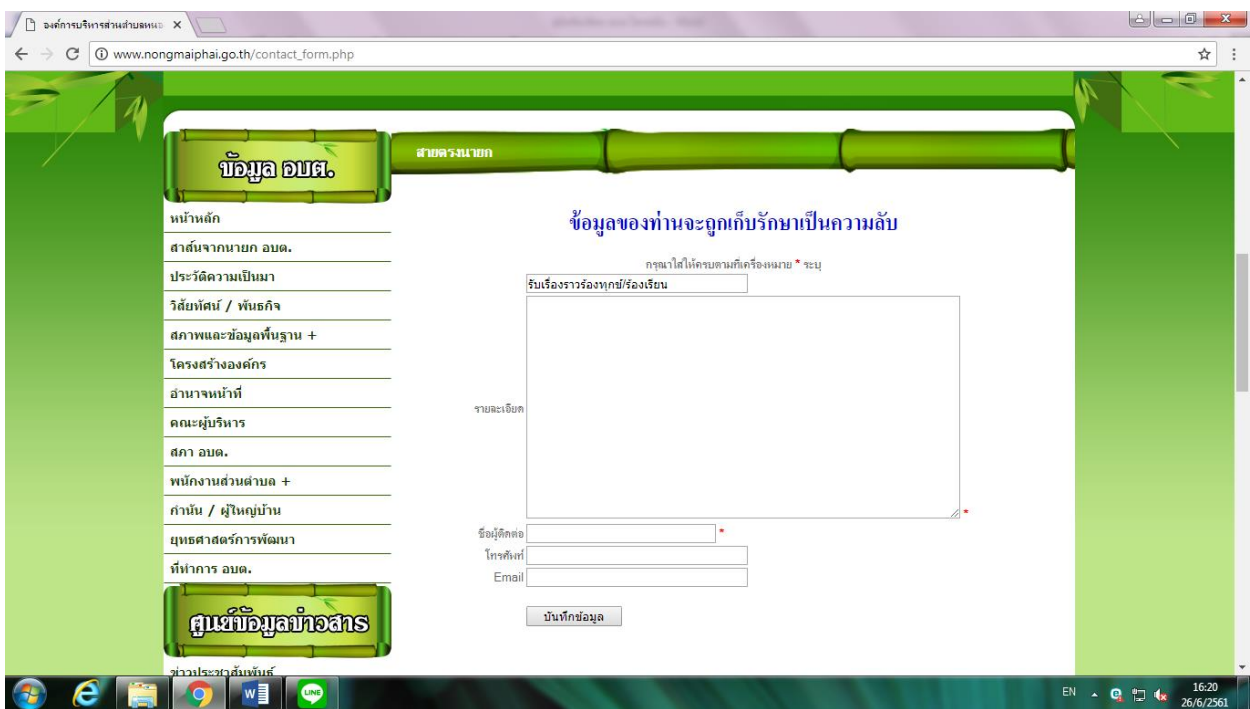 องค์การบริหารส่วนตำบลหนอ
www.nongmaiphai.go.th/contact_form.php
ข้อมูล อบต.
สายตรงนายก
หน้าหลัก
สาส์นจากนายก อบต.
ประวัติความเป็นมา
วิสัยทัศน์ / พันธกิจ
สภาพและข้อมูลพื้นฐาน +
โครงสร้างองค์กร
อำนาจหน้าที่
คณะผู้บริหาร
สภา อบต.
พนักงานส่วนตำบล +
กำนัน / ผู้ใหญ่บ้าน
ยุทธศาสตร์การพัฒนา
ที่ทำการ อบต.
ศูนย์ข้อมูลข่าวสาร
ข่าวประชาสัมพันธ์
ข้อมูลของท่านจะถูกเก็บรักษาเป็นความลับ
กรุณาใส่ให้ครบตามที่เครื่องหมาย * ระบุ
รับเรื่องราวร้องทุกข์/ร้องเรียน
รายละเอียด
*
ชื่อผู้ติดต่อ *
โทรศัพท์
Email
บันทึกข้อมูล
EN
16:20
26/6/2561